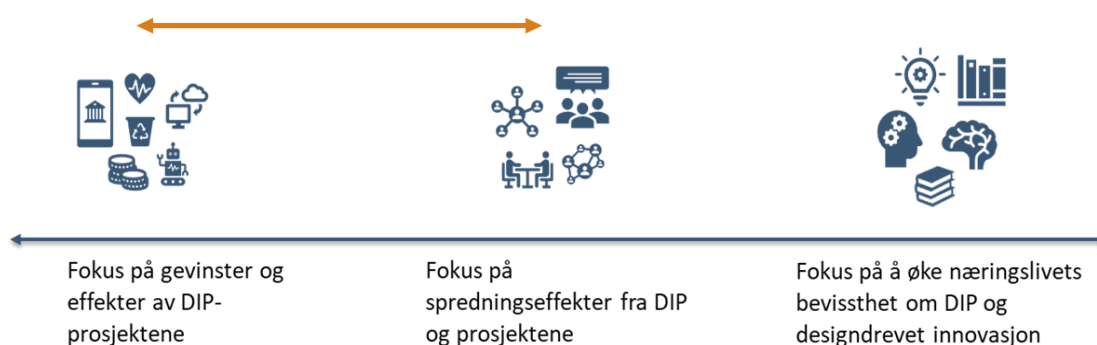 Fokus på gevinster og
effekter av DIP-
prosjektene
Fokus på
spredningseffekter fra DIP
og prosjektene
Fokus på å øke næringslivets
bevissthet om DIP og
designdrevet innovasjon